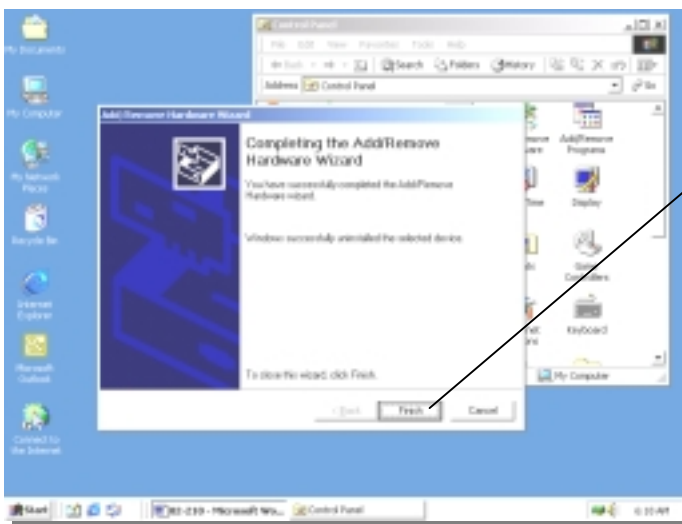 My Documents
My Computer
My Network
Places
Recycle Bin
Internet
Explorer
Microsoft
Outlook
Connect to
the Internet
Control Panel
File Edit View Favorites Tools Help
Back Search Folders History
Address Control Panel Go
Add/Remove
Programs
Display
Game
Controllers
Keyboard
My Computer
Add/Remove Hardware Wizard
Completing the Add/Remove
Hardware Wizard
You have successfully completed the Add/Remove
Hardware wizard.
Windows successfully uninstalled the selected device.
To close this wizard, click Finish.
< Back Finish Cancel
Start
Control Panel